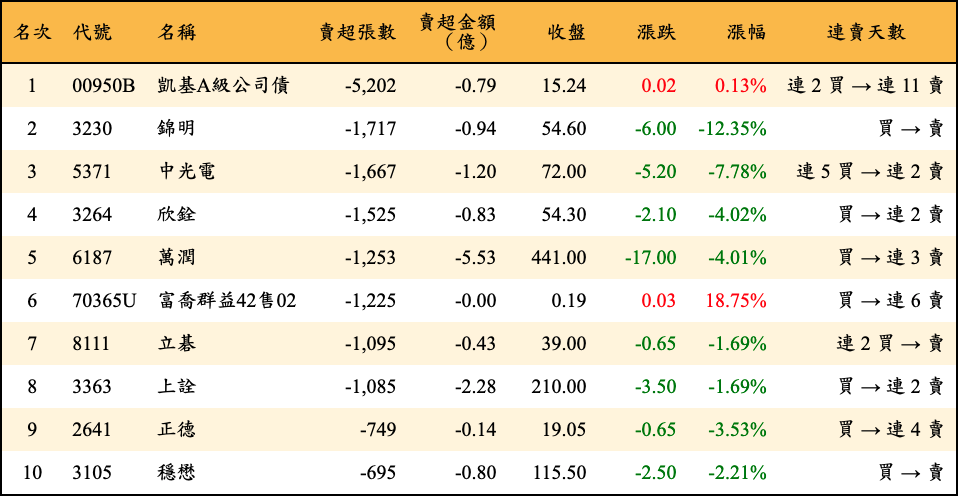 名次 代號 名稱 賣超張數 賣超金額（億） 收盤 漲跌 漲幅 連賣天數
1 00950B 凱基A級公司債 -5,202 -0.79 15.24 0.02 0.13% 連 2 買 → 連 11 賣
2 3230 錦明 -1,717 -0.94 54.60 -6.00 -12.35% 買 → 賣
3 5371 中光電 -1,667 -1.20 72.00 -5.20 -7.78% 連 5 買 → 連 2 賣
4 3264 欣銓 -1,525 -0.83 54.30 -2.10 -4.02% 買 → 連 2 賣
5 6187 萬潤 -1,253 -5.53 441.00 -17.00 -4.01% 買 → 連 3 賣
6 70365U 富喬群益42售02 -1,225 -0.00 0.19 0.03 18.75% 買 → 連 6 賣
7 8111 立碁 -1,095 -0.43 39.00 -0.65 -1.69% 連 2 買 → 賣
8 3363 上詮 -1,085 -2.28 210.00 -3.50 -1.69% 買 → 連 2 賣
9 2641 正德 -749 -0.14 19.05 -0.65 -3.53% 買 → 連 4 賣
10 3105 穩懋 -695 -0.80 115.50 -2.50 -2.21% 買 → 賣